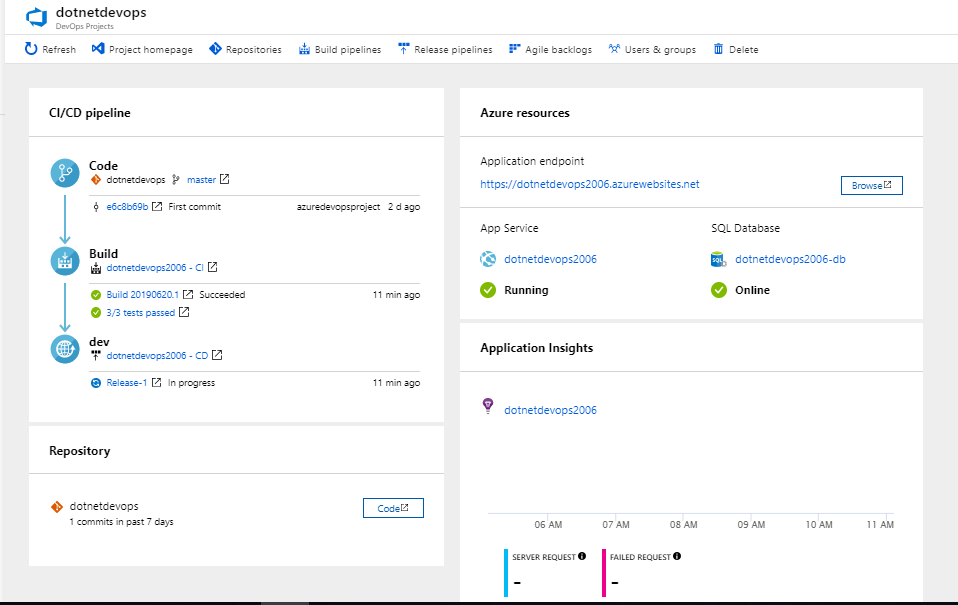 dotnetdevops
DevOps Projects
Refresh Project homepage Repositories Build pipelines Release pipelines Agile backlogs Users & groups Delete
CI/CD pipeline
Code
dotnetdevops master
e6c8b69b First commit azuredevopsproject 2 d ago
Build
dotnetdevops2006 - CI
Build 20190620.1 Succeeded 11 min ago
3/3 tests passed
dev
dotnetdevops2006 - CD
Release-1 In progress 11 min ago
Repository
dotnetdevops
1 commits in past 7 days
Code
Azure resources
Application endpoint
https://dotnetdevops2006.azurewebsites.net
Browse
App Service
dotnetdevops2006
Running
SQL Database
SQL
dotnetdevops2006-db
Online
Application Insights
dotnetdevops2006
06 AM 07 AM 08 AM 09 AM 10 AM 11 AM
SERVER REQUEST
--
FAILED REQUEST
--